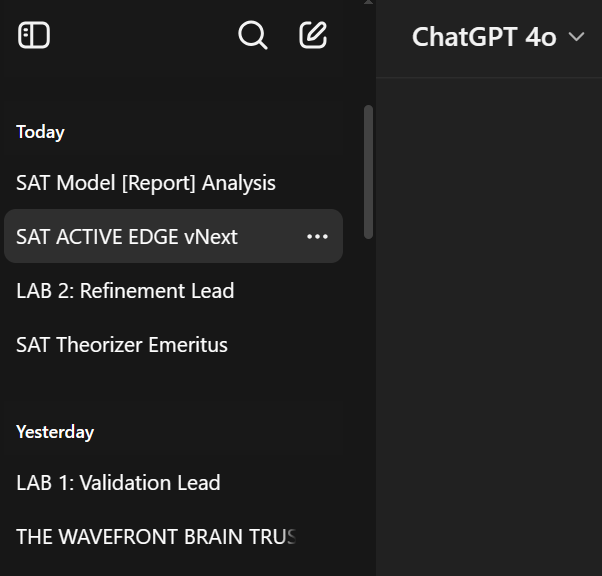 ChatGPT 4o
Today
SAT Model [Report] Analysis
SAT ACTIVE EDGE vNext
LAB 2: Refinement Lead
SAT Theorizer Emeritus
Yesterday
LAB 1: Validation Lead
THE WAVEFRONT BRAIN TRUS